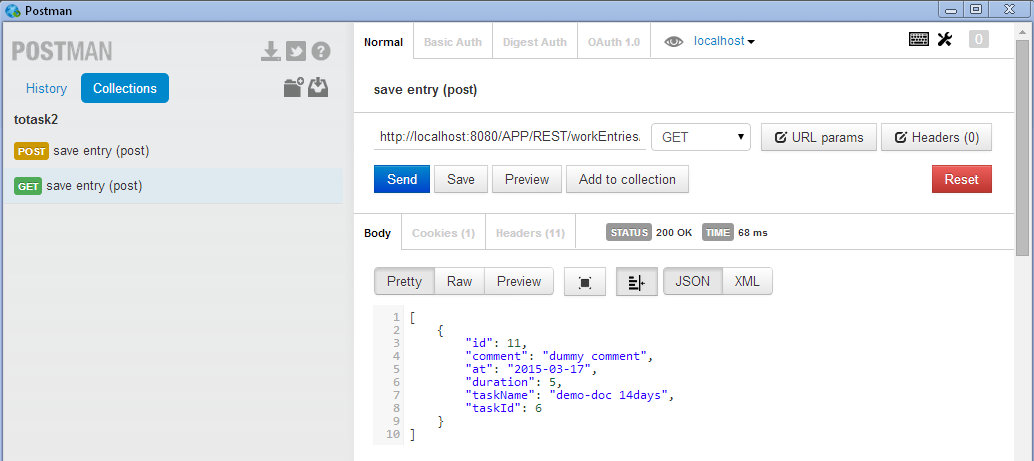 Postman
POSTMAN
History Collections
totask2
POST save entry (post)
GET save entry (post)
Normal Basic Auth Digest Auth OAuth 1.0 localhost 0
save entry (post)
http://localhost:8080/APP/REST/workEntries. GET URL params Headers (0)
Send Save Preview Add to collection Reset
Body Cookies (1) Headers (11) STATUS 200 OK TIME 68 ms
Pretty Raw Preview JSON XML
1 [
2 {
3 "id": 11,
4 "comment": "dummy comment",
5 "at": "2015-03-17",
6 "duration": 5,
7 "taskName": "demo-doc 14days",
8 "taskId": 6
9 }
10 ]